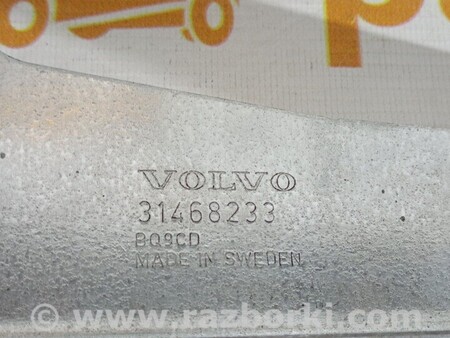 VOLVO
31468233
BQ9CD
MADE IN SWEDEN
© www.razborki.com